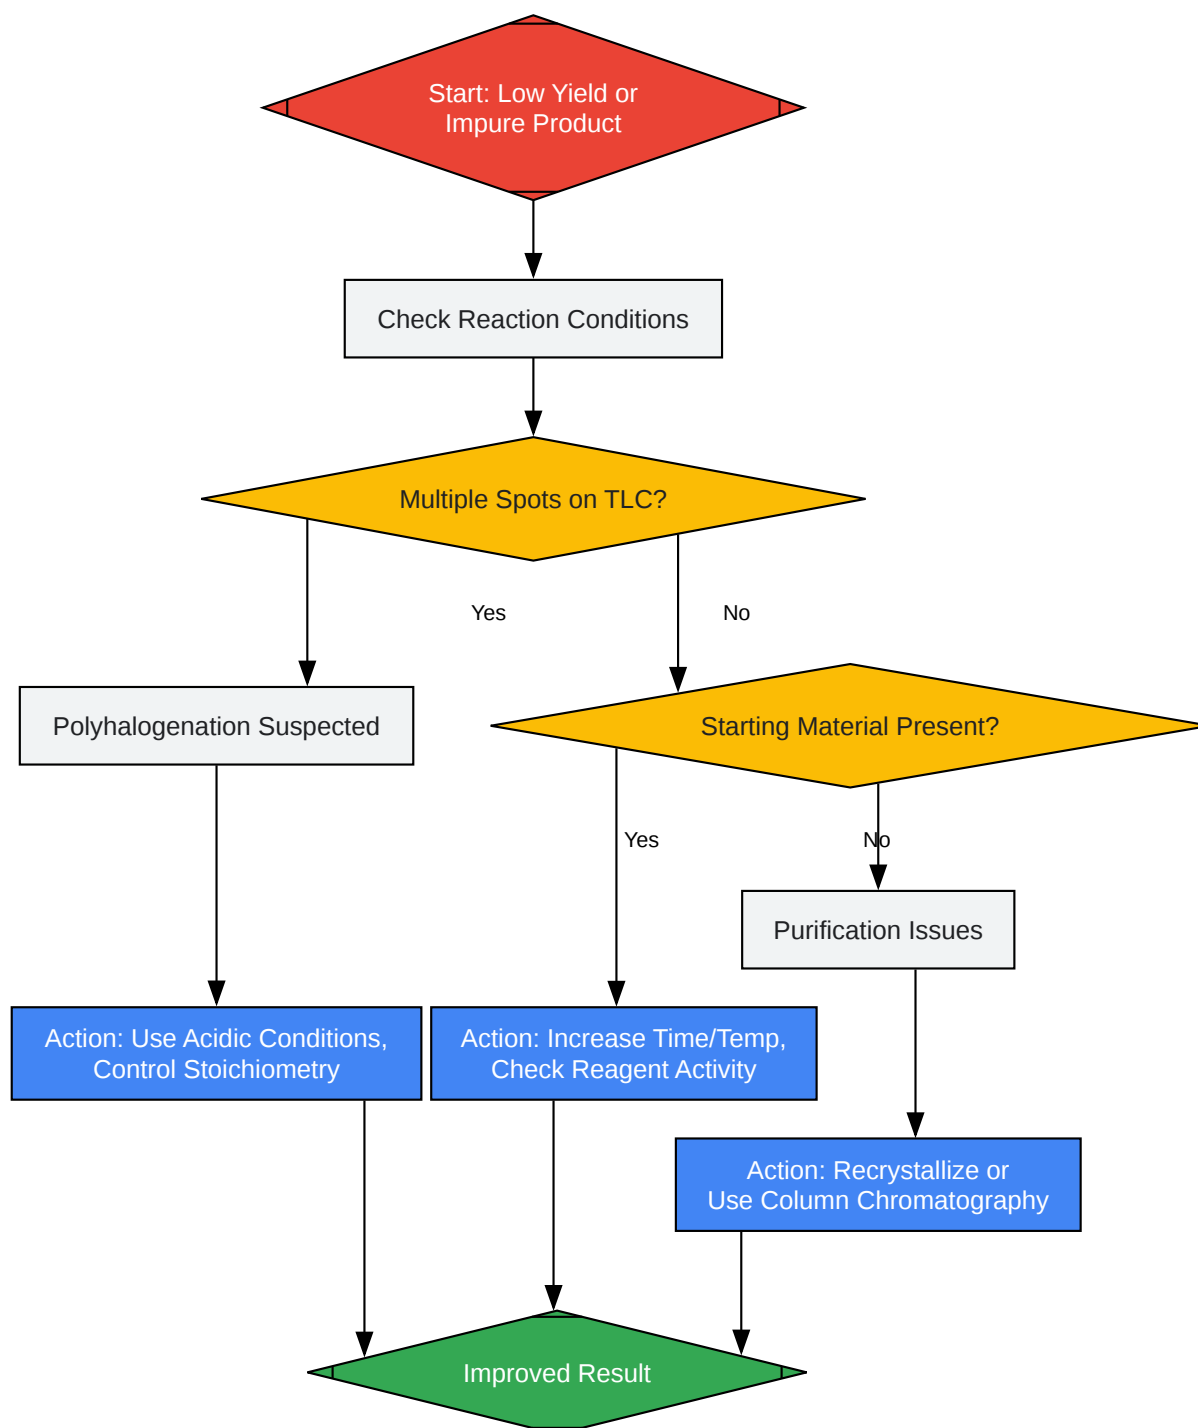 Start: Low Yield or
Impure Product
Check Reaction Conditions
Multiple Spots on TLC?
Yes
No
Polyhalogenation Suspected
Starting Material Present?
Yes
No
Purification Issues
Action: Use Acidic Conditions,
Control Stoichiometry
Action: Increase Time/Temp,
Check Reagent Activity
Action: Recrystallize or
Use Column Chromatography
Improved Result